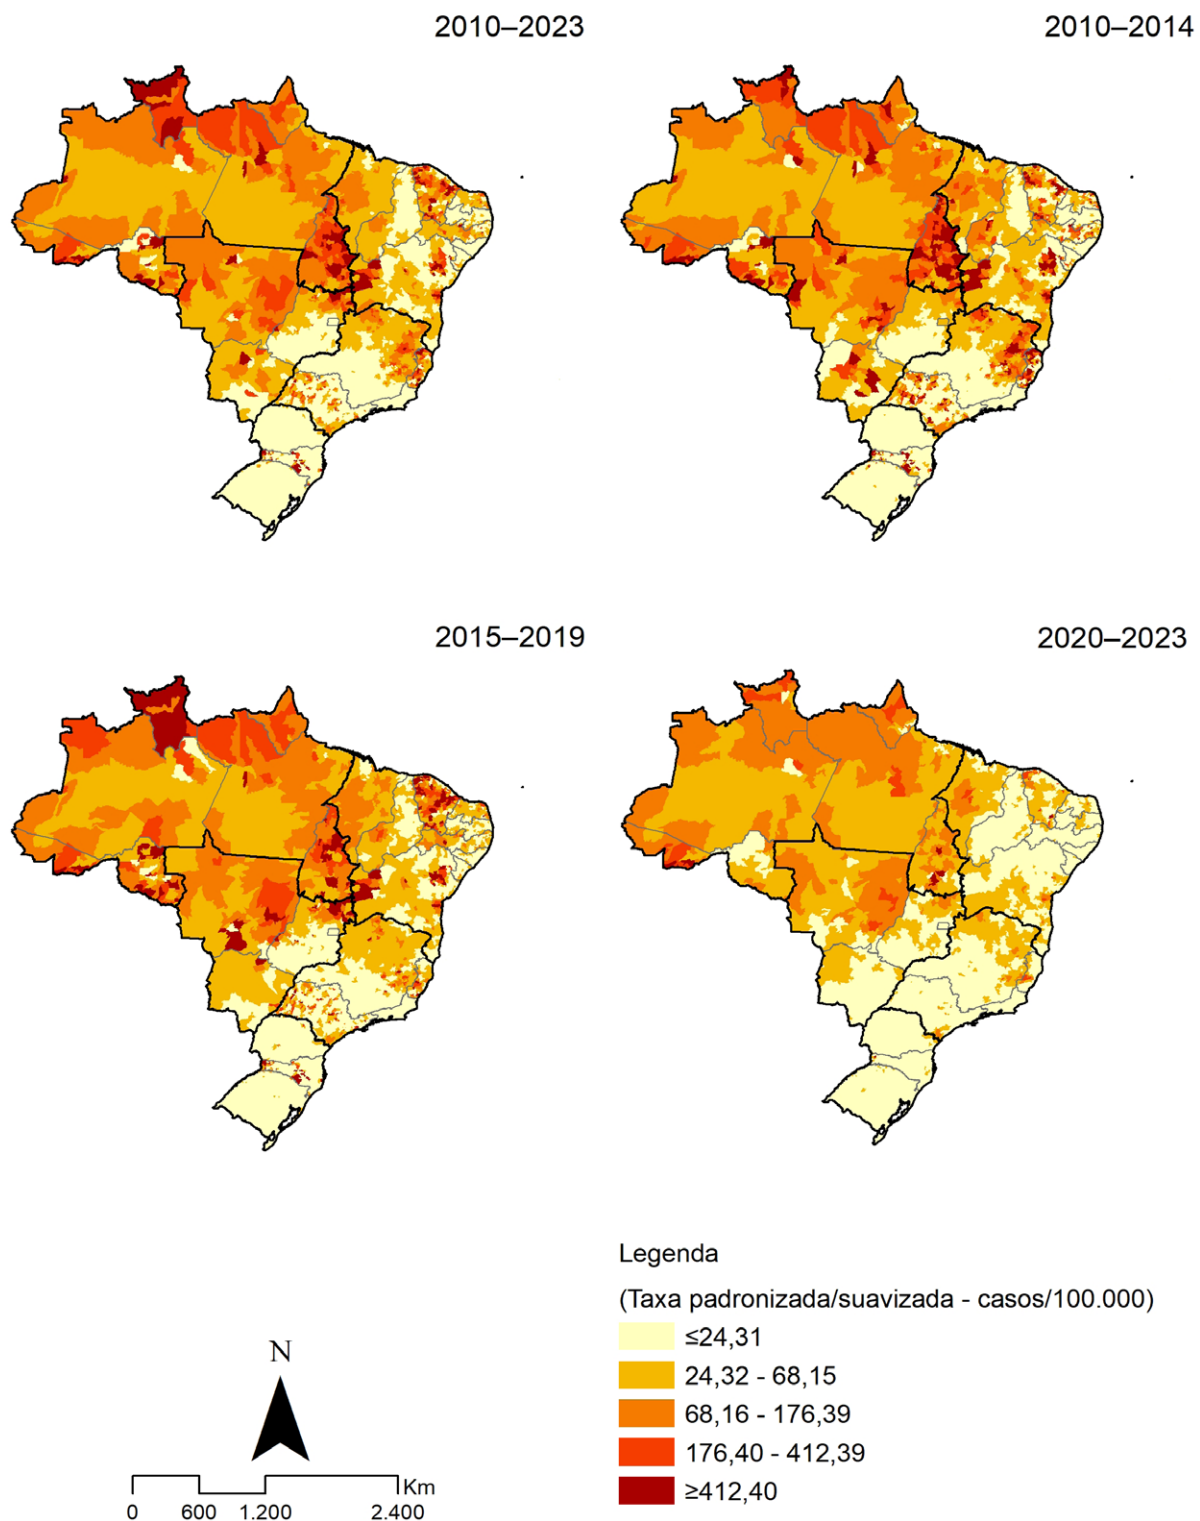 2010–2023
2010–2014
2015–2019
2020–2023
Legenda
(Taxa padronizada/suavizada - casos/100.000)
≤24,31
24,32 - 68,15
68,16 - 176,39
176,40 - 412,39
≥412,40
N
Km
0 600 1.200 2.400